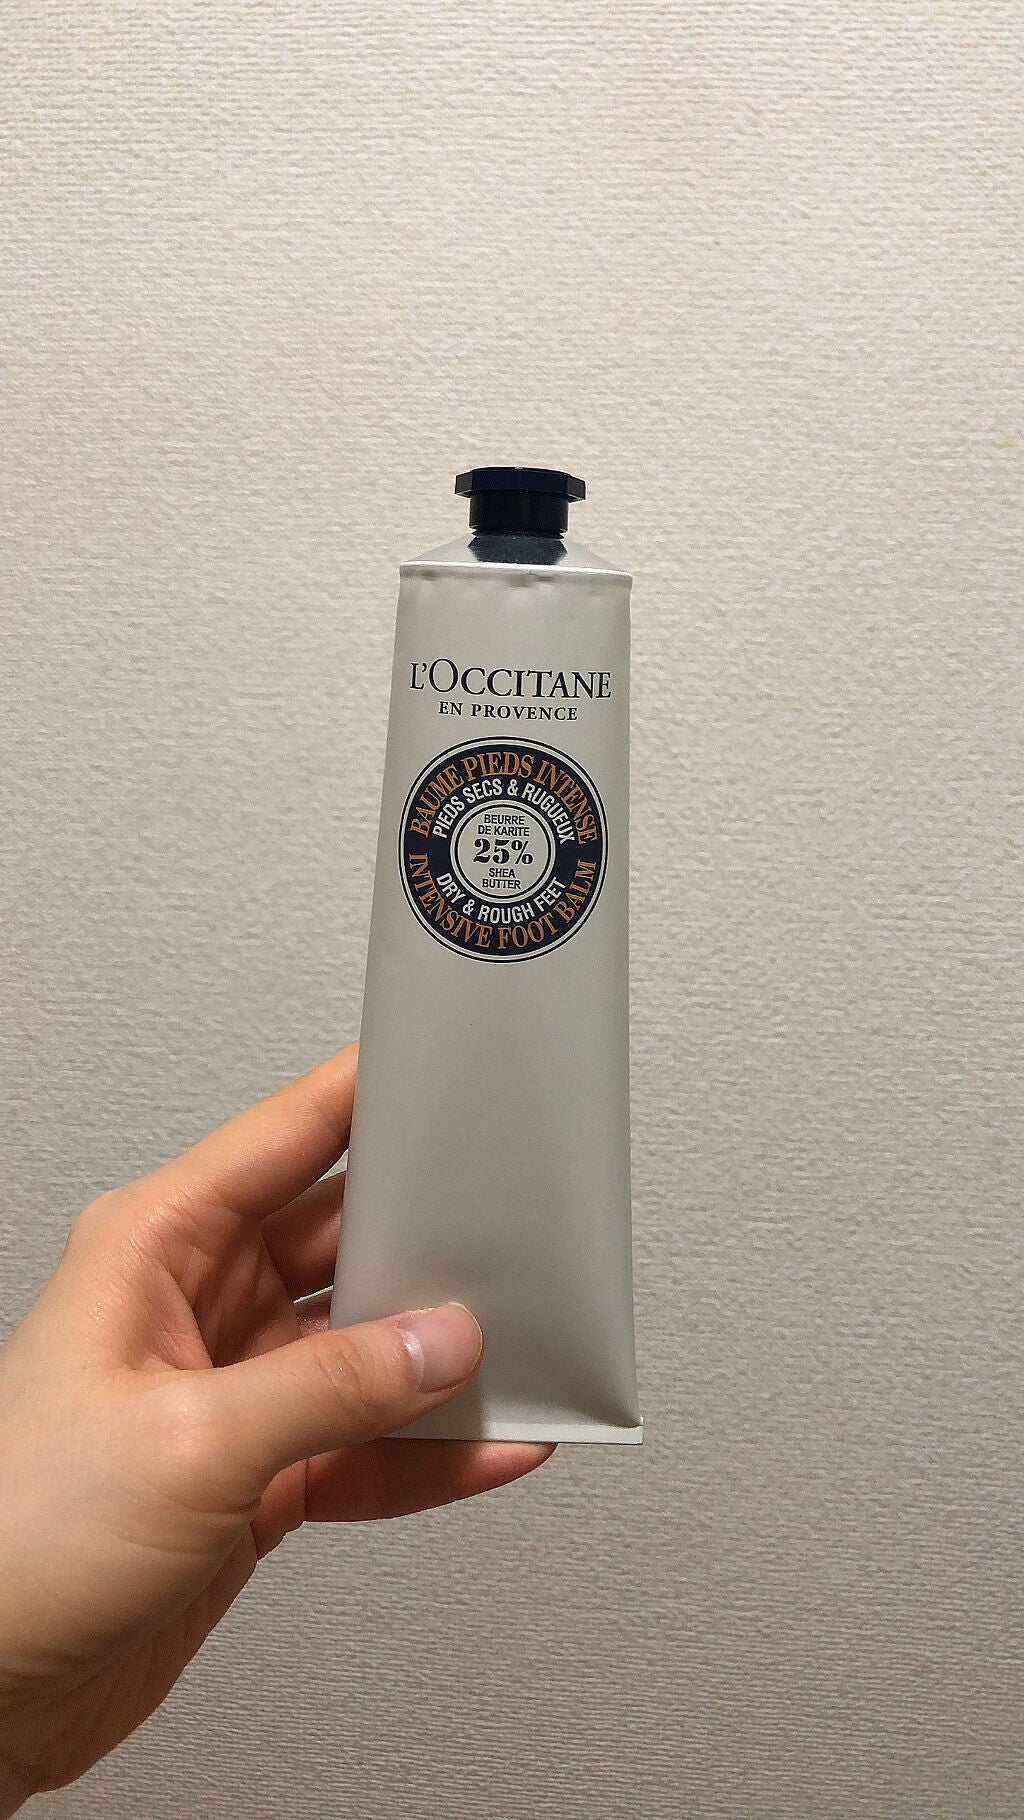 L'OCCITANE
EN PROVENCE
BAUME PIEDS INTENSE
PIEDS SECS & RUGUEUX
BEURRE
DE KARITE
25%
SHEA
BUTTER
DRY & ROUGH FEET
INTENSIVE FOOT BALM